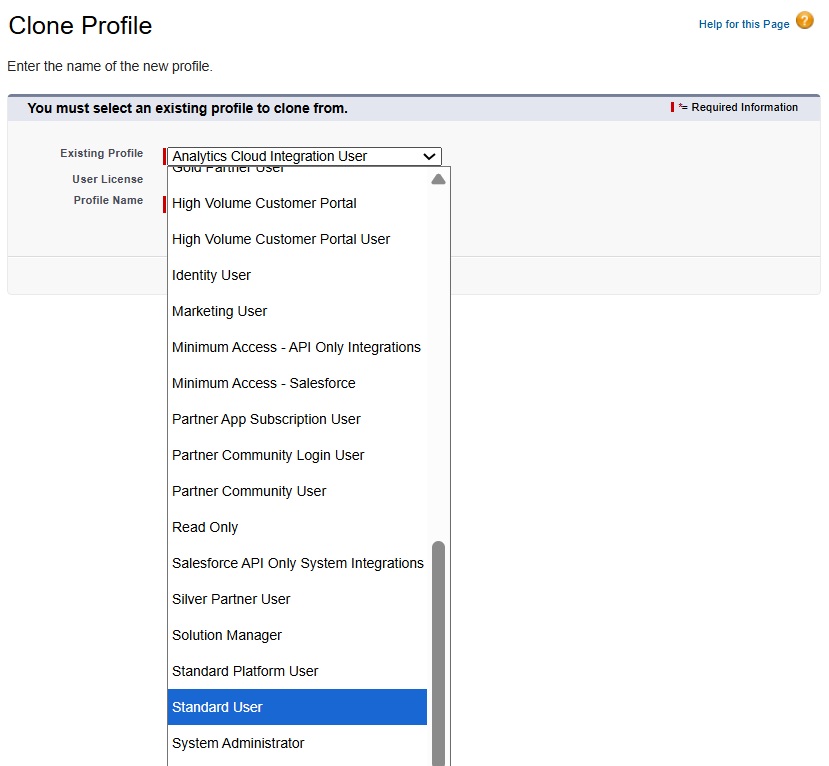 Clone Profile
Help for this Page ?
Enter the name of the new profile.
You must select an existing profile to clone from.
*= Required Information
Existing Profile
Analytics Cloud Integration User
User License
Profile Name
Gold Partner User
High Volume Customer Portal
High Volume Customer Portal User
Identity User
Marketing User
Minimum Access - API Only Integrations
Minimum Access - Salesforce
Partner App Subscription User
Partner Community Login User
Partner Community User
Read Only
Salesforce API Only System Integrations
Silver Partner User
Solution Manager
Standard Platform User
Standard User
System Administrator